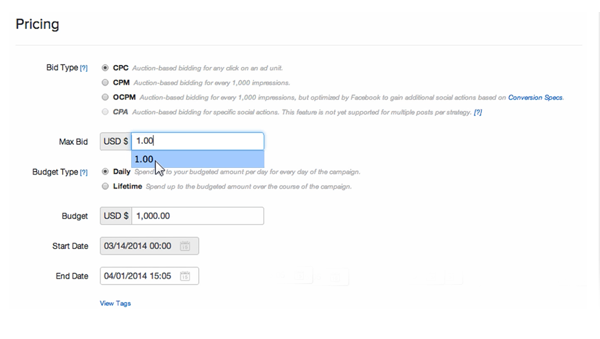 Pricing
Bid Type [?] CPC Auction-based bidding for any click on an ad unit.
CPM Auction-based bidding for every 1,000 impressions.
OCPM Auction-based bidding for every 1,000 impressions, but optimized by Facebook to gain additional social actions based on Conversion Specs.
CPA Auction-based bidding for specific social actions. This feature is not yet supported for multiple posts per strategy. [?]
Max Bid USD $ 1.00
1.00
Budget Type [?] Daily Spend to your budgeted amount per day for every day of the campaign.
Lifetime Spend up to the budgeted amount over the course of the campaign.
Budget USD $ 1,000.00
Start Date 03/14/2014 00:00
End Date 04/01/2014 15:05
View Tags